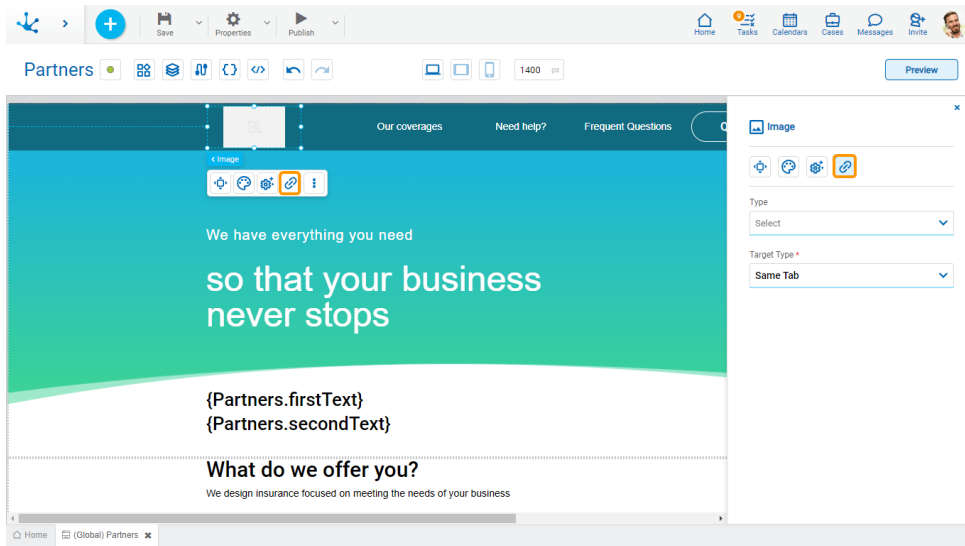 Save
Properties
Publish
Home
9
Tasks
Calendars
Cases
Messages
Invite
Partners
1400 px
Preview
Our coverages
Need help?
Frequent Questions
Q
Image
We have everything you need
so that your business
never stops
{Partners.firstText}
{Partners.secondText}
What do we offer you?
We design insurance focused on meeting the needs of your business
Image
Type
Select
Target Type *
Same Tab
Home
(Global) Partners